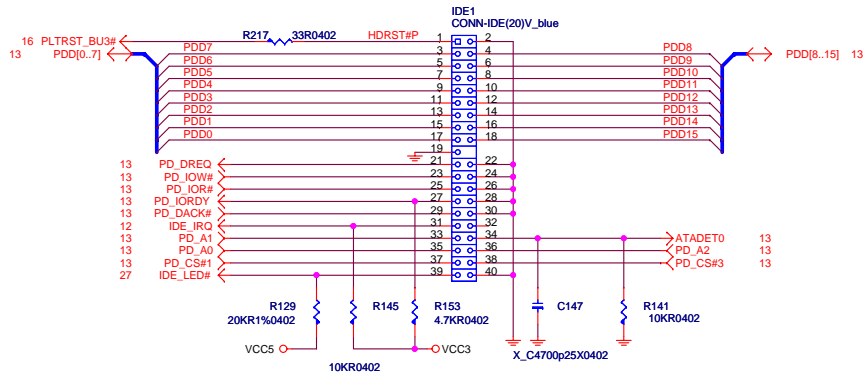 IDE1
CONN-IDE(20)V_blue
16 PLTRST_BU3# R217 33R0402 HDRST#P 1 2
13 PDD[0..7] PDD7 3 4 PDD8 PDD[8..15] 13
PDD6 5 6 PDD9
PDD5 7 8 PDD10
PDD4 9 10 PDD11
PDD3 11 12 PDD12
PDD2 13 14 PDD13
PDD1 15 16 PDD14
PDD0 17 18 PDD15
19
13 PD_DREQ 21 22
13 PD_IOW# 23 24
13 PD_IOR# 25 26
13 PD_IORDY 27 28
13 PD_DACK# 29 30
12 IDE_IRQ 31 32
13 PD_A1 33 34 ATADET0 13
13 PD_A0 35 36 PD_A2 13
13 PD_CS#1 37 38 PD_CS#3 13
27 IDE_LED# 39 40
R129 R145 R153 C147 R141
20KR1%0402 4.7KR0402 10KR0402
VCC5 VCC3 X_C4700p25X0402
10KR0402